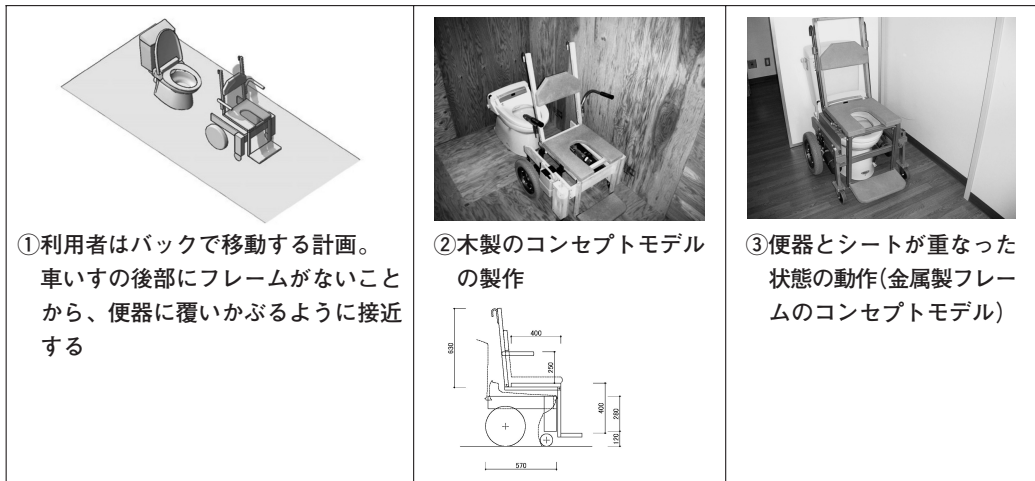 ①利用者はバックで移動する計画。
車いすの後部にフレームがないこと
から、便器に覆いかぶるように接近
する
②木製のコンセプトモデル
の製作
630
400
250
400
280
120
570
③便器とシートが重なった
状態の動作(金属製フレー
ムのコンセプトモデル)